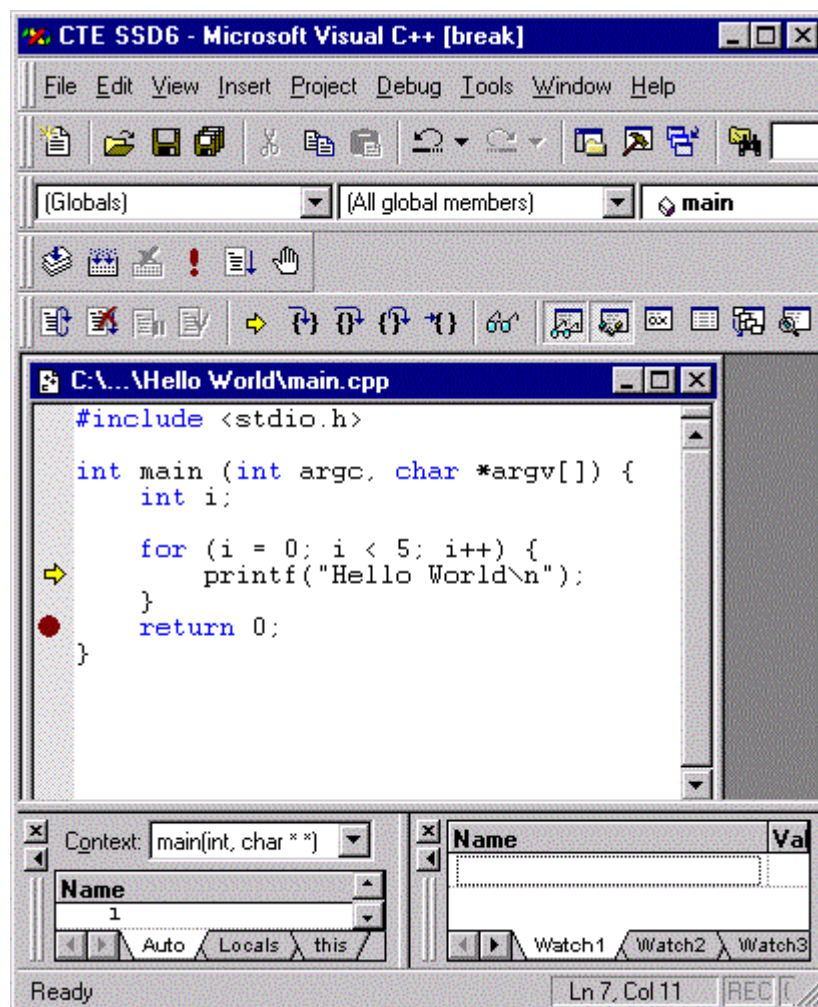 CTE SSD6 - Microsoft Visual C++ [break]
File Edit View Insert Project Debug Tools Window Help
(Globals) (All global members) main
C:\...\Hello World\main.cpp
#include <stdio.h>
int main (int argc, char *argv[]) {
int i;
for (i = 0; i < 5; i++) {
printf("Hello World\n");
}
return 0;
}
Context: main(int, char * *)
Name
Auto Locals this
Name Val
Watch1 Watch2 Watch3
Ready Ln 7, Col 11 REC